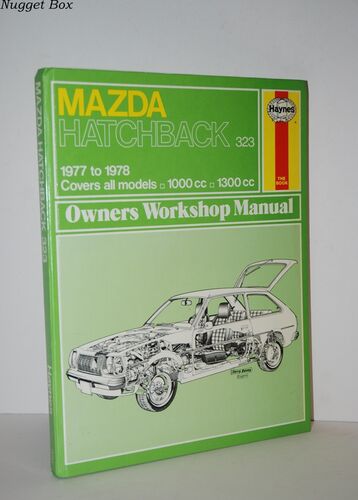 Nugget Box
MAZDA
HATCHBACK 323
Haynes
1977 to 1978
Covers all models □ 1000 cc □ 1300 cc
THE
BOOK
Owners Workshop Manual
MAZDA HATCHBACK 323
Haynes